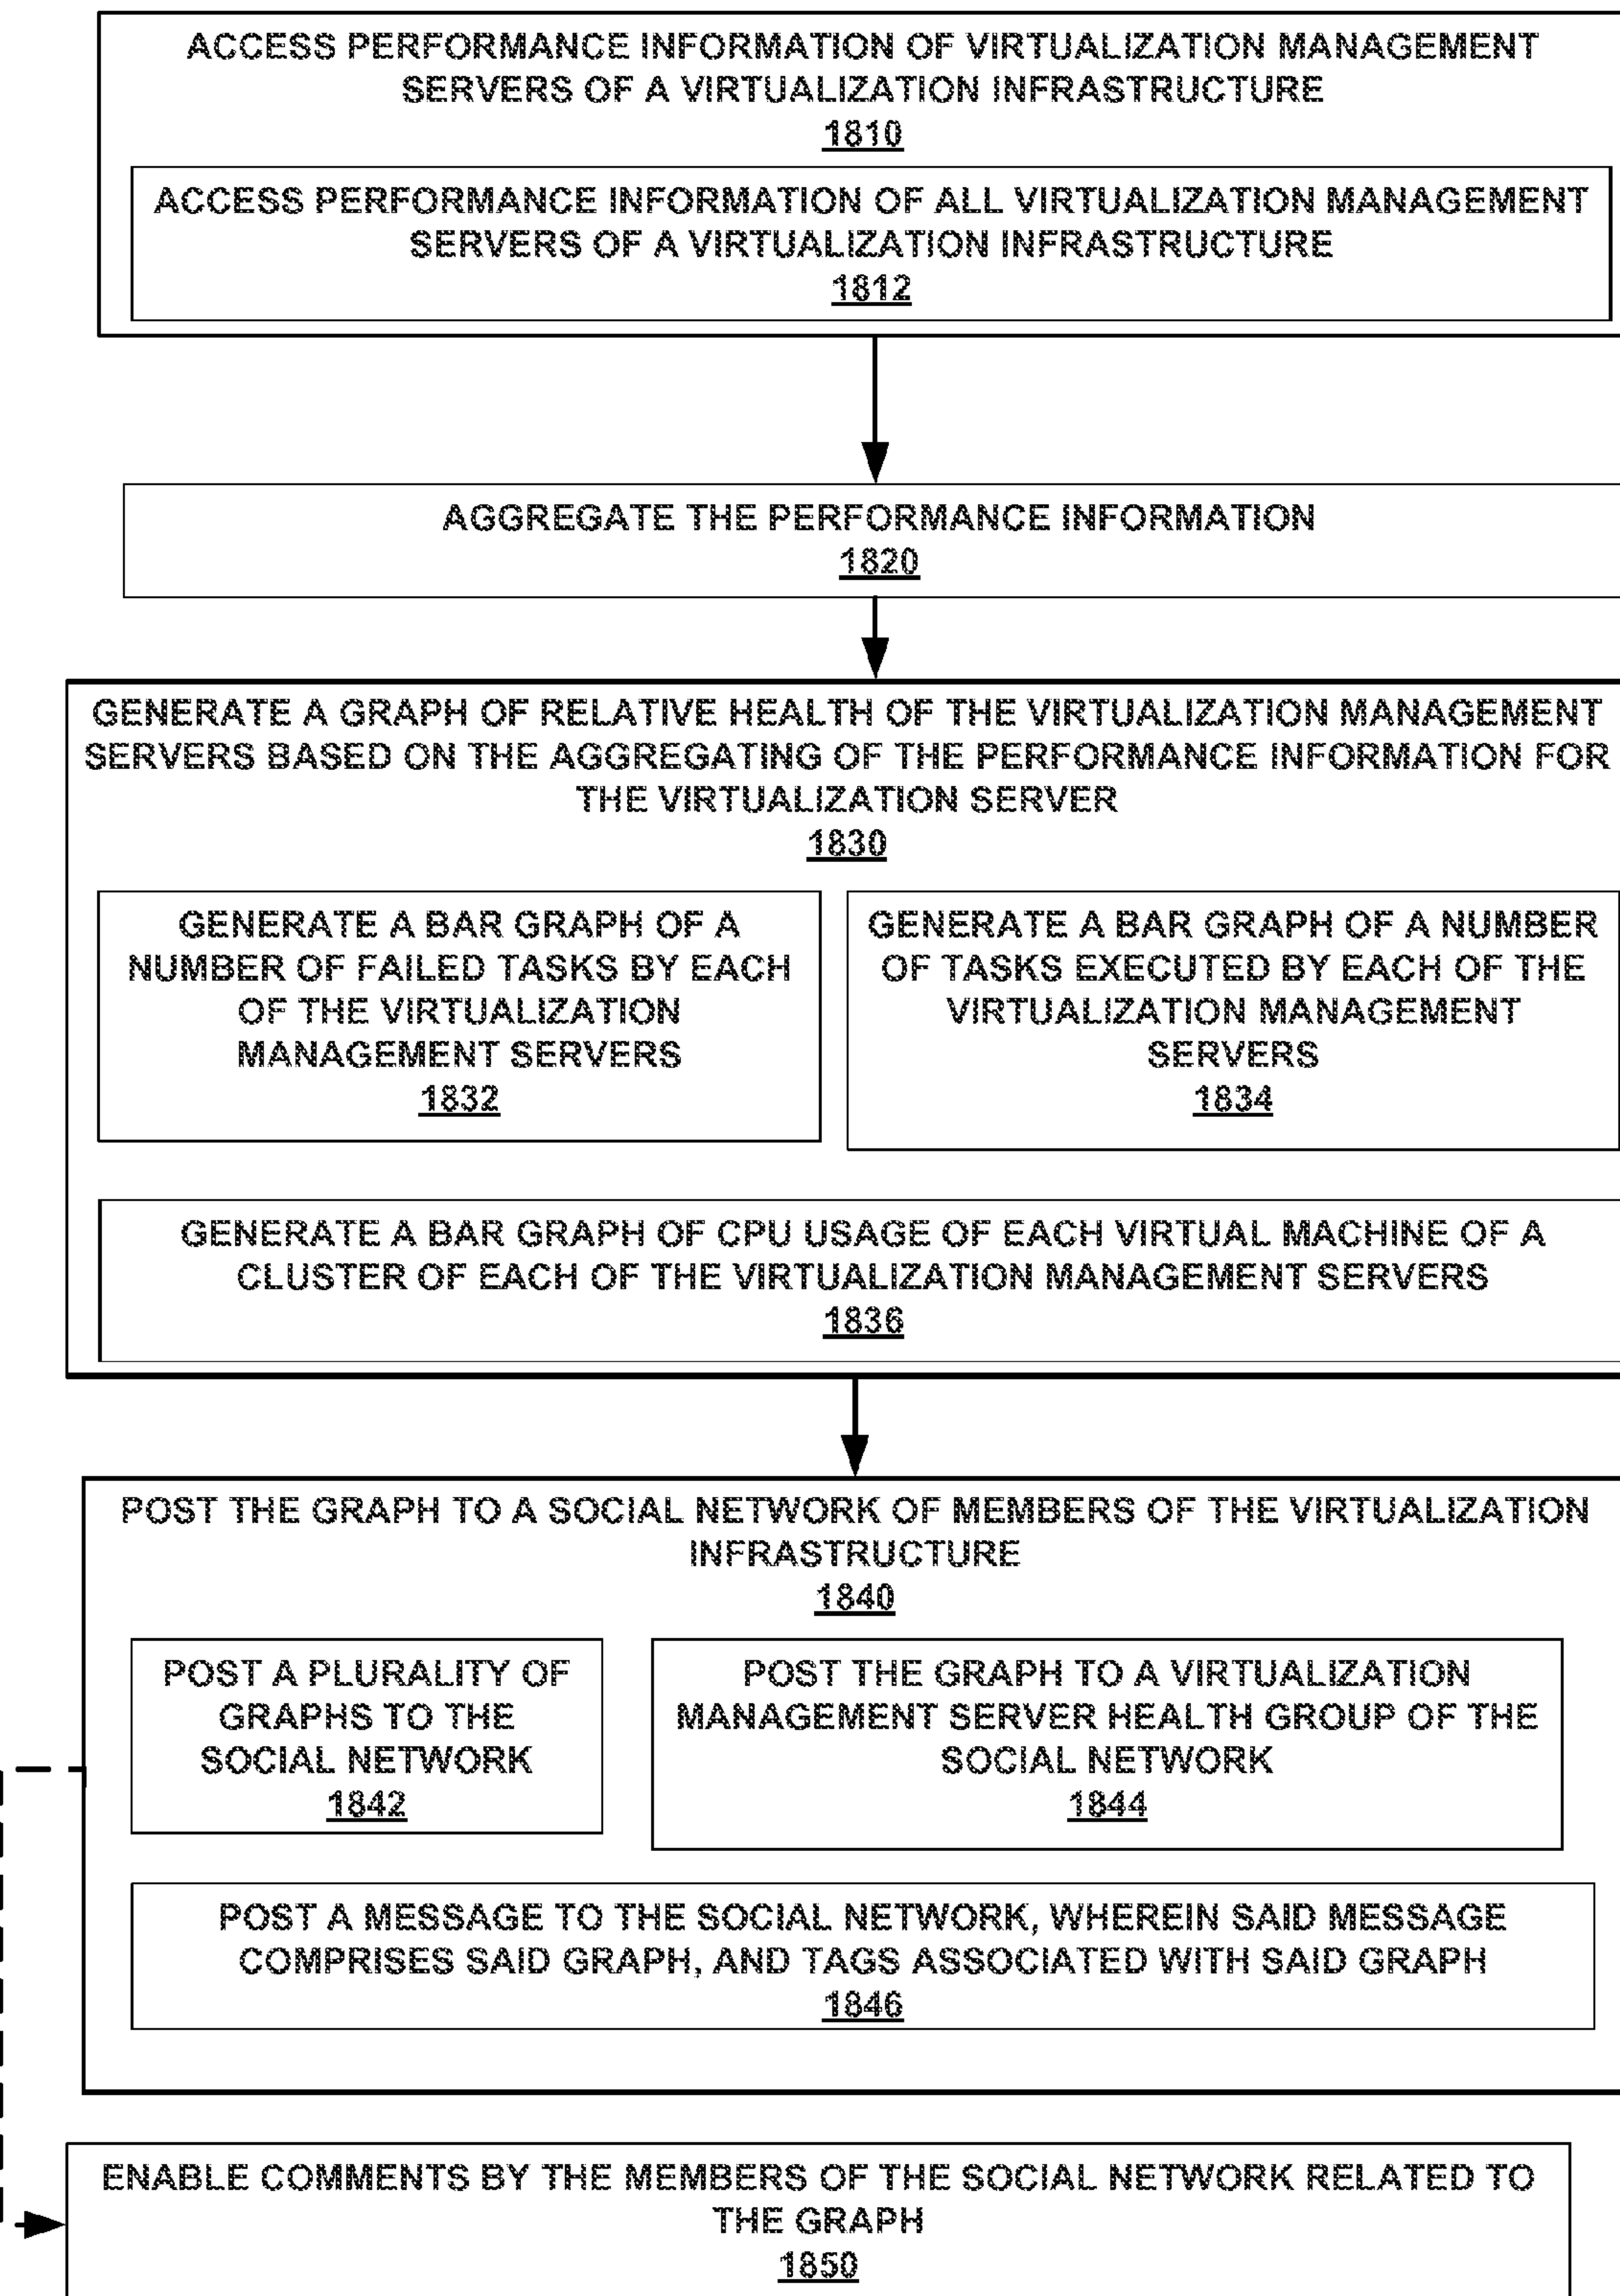 ACCESS PERFORMANCE INFORMATION OF VIRTUALIZATION MANAGEMENT
SERVERS OF A VIRTUALIZATION INFRASTRUCTURE
1810
ACCESS PERFORMANCE INFORMATION OF ALL VIRTUALIZATION MANAGEMENT
SERVERS OF A VIRTUALIZATION INFRASTRUCTURE
1812
AGGREGATE THE PERFORMANCE INFORMATION
1820
GENERATE A GRAPH OF RELATIVE HEALTH OF THE VIRTUALIZATION MANAGEMENT
SERVERS BASED ON THE AGGREGATING OF THE PERFORMANCE INFORMATION FOR
THE VIRTUALIZATION SERVER
1830
GENERATE A BAR GRAPH OF A
NUMBER OF FAILED TASKS BY EACH
OF THE VIRTUALIZATION
MANAGEMENT SERVERS
1832
GENERATE A BAR GRAPH OF A NUMBER
OF TASKS EXECUTED BY EACH OF THE
VIRTUALIZATION MANAGEMENT
SERVERS
1834
GENERATE A BAR GRAPH OF CPU USAGE OF EACH VIRTUAL MACHINE OF A
CLUSTER OF EACH OF THE VIRTUALIZATION MANAGEMENT SERVERS
1836
POST THE GRAPH TO A SOCIAL NETWORK OF MEMBERS OF THE VIRTUALIZATION
INFRASTRUCTURE
1840
POST A PLURALITY OF
GRAPHS TO THE
SOCIAL NETWORK
1842
POST THE GRAPH TO A VIRTUALIZATION
MANAGEMENT SERVER HEALTH GROUP OF THE
SOCIAL NETWORK
1844
POST A MESSAGE TO THE SOCIAL NETWORK, WHEREIN SAID MESSAGE
COMPRISES SAID GRAPH, AND TAGS ASSOCIATED WITH SAID GRAPH
1846
ENABLE COMMENTS BY THE MEMBERS OF THE SOCIAL NETWORK RELATED TO
THE GRAPH
1850